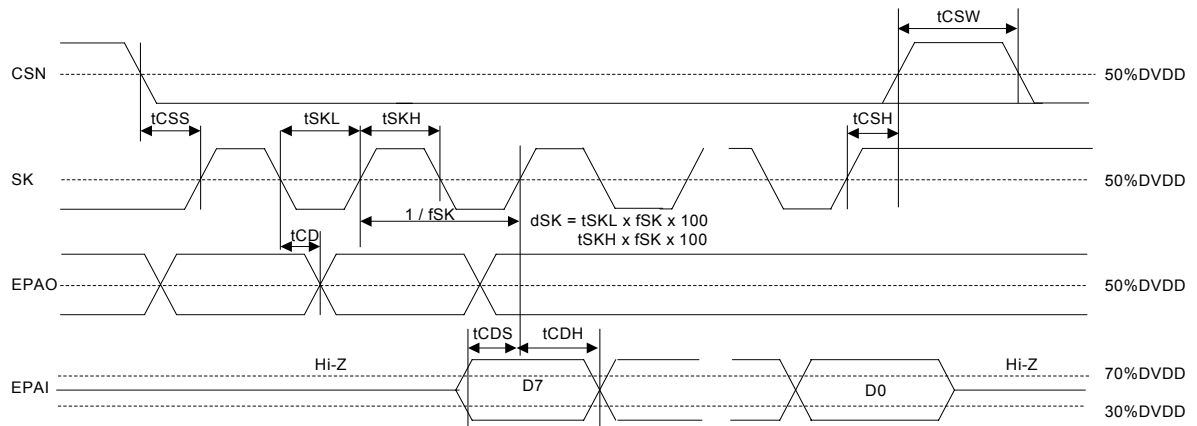 tCSW
CSN
50%DVDD
tCSS
tSKL
tSKH
tCSH
SK
50%DVDD
1 / fSK
dSK = tSKL x fSK x 100
tSKH x fSK x 100
tCD
EPAO
50%DVDD
tCDS
tCDH
Hi-Z
Hi-Z
70%DVDD
EPAI
D7
D0
30%DVDD